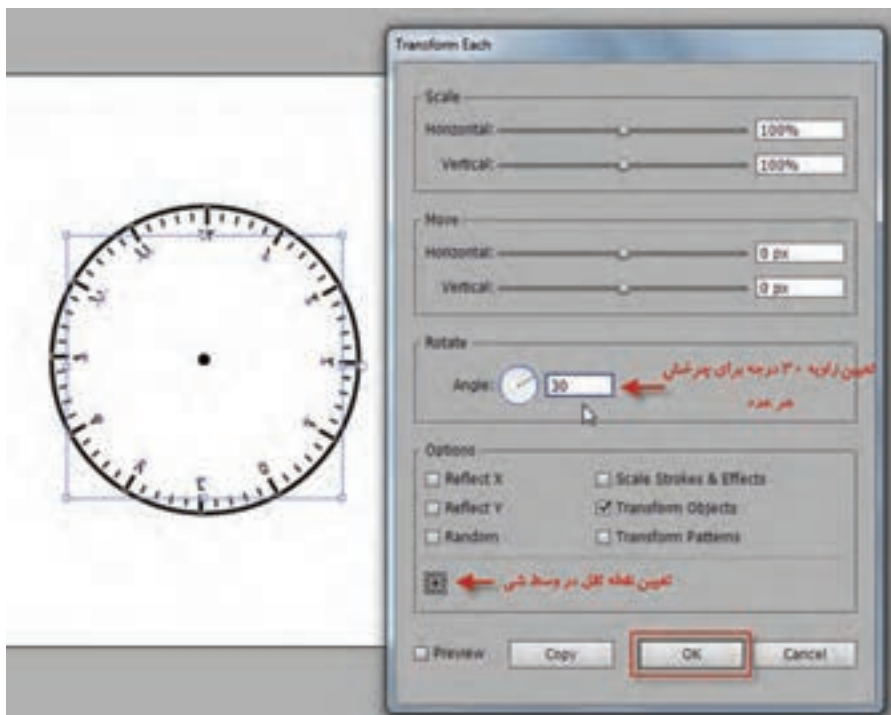 Transform Each
Scale
Horizontal: 100%
Vertical: 100%
Move
Horizontal: 0 px
Vertical: 0 px
Rotate
Angle: 30
تعیین زاویه ۳۰ درجه برای چرخش
هر عدد
Options
Reflect X
Scale Strokes & Effects
Reflect Y
Transform Objects
Random
Transform Patterns
تعیین نقطه ثقل در وسط شی
Preview
Copy
OK
Cancel